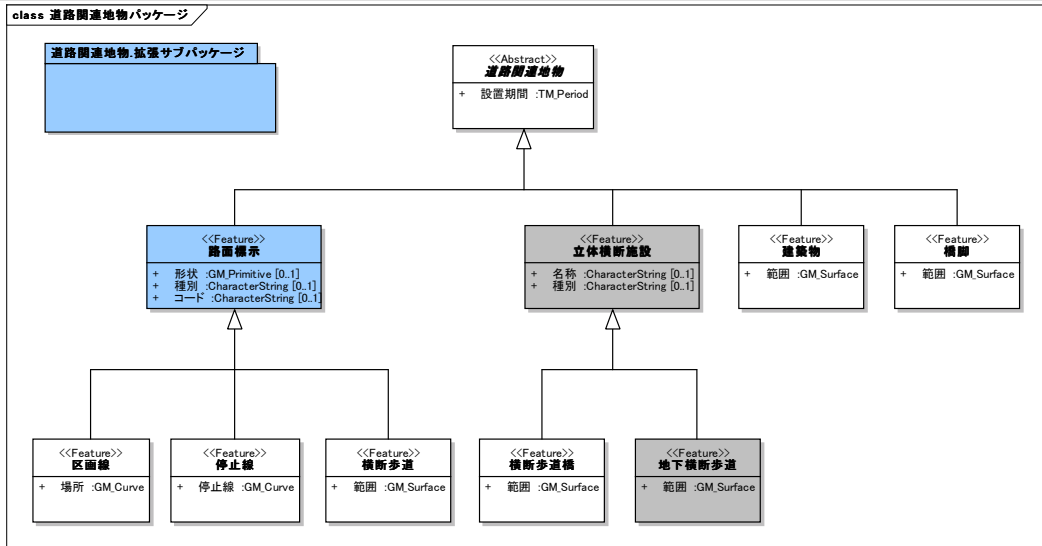 class 道路関連地物パッケージ
道路関連地物.拡張サブパッケージ
<<Abstract>>
道路関連地物
+ 設置期間 :TM_Period
<<Feature>>
路面標示
+ 形状 :GM_Primitive [0..1]
+ 種別 :CharacterString [0..1]
+ コード :CharacterString [0..1]
<<Feature>>
立体横断施設
+ 名称 :CharacterString [0..1]
+ 種別 :CharacterString [0..1]
<<Feature>>
建築物
+ 範囲 :GM_Surface
<<Feature>>
橋脚
+ 範囲 :GM_Surface
<<Feature>>
区画線
+ 場所 :GM_Curve
<<Feature>>
停止線
+ 停止線 :GM_Curve
<<Feature>>
横断歩道
+ 範囲 :GM_Surface
<<Feature>>
横断歩道橋
+ 範囲 :GM_Surface
<<Feature>>
地下横断歩道
+ 範囲 :GM_Surface